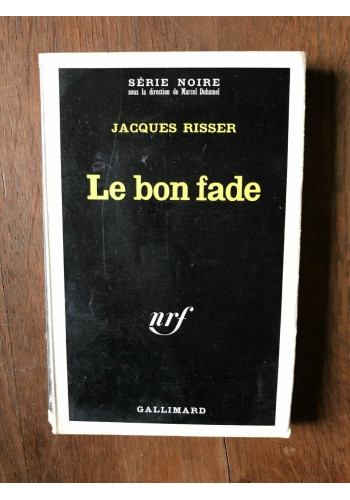 SÉRIE NOIRE
sous la direction de Marcel Duhamel
JACQUES RISSER
Le bon fade
nrf
GALLIMARD